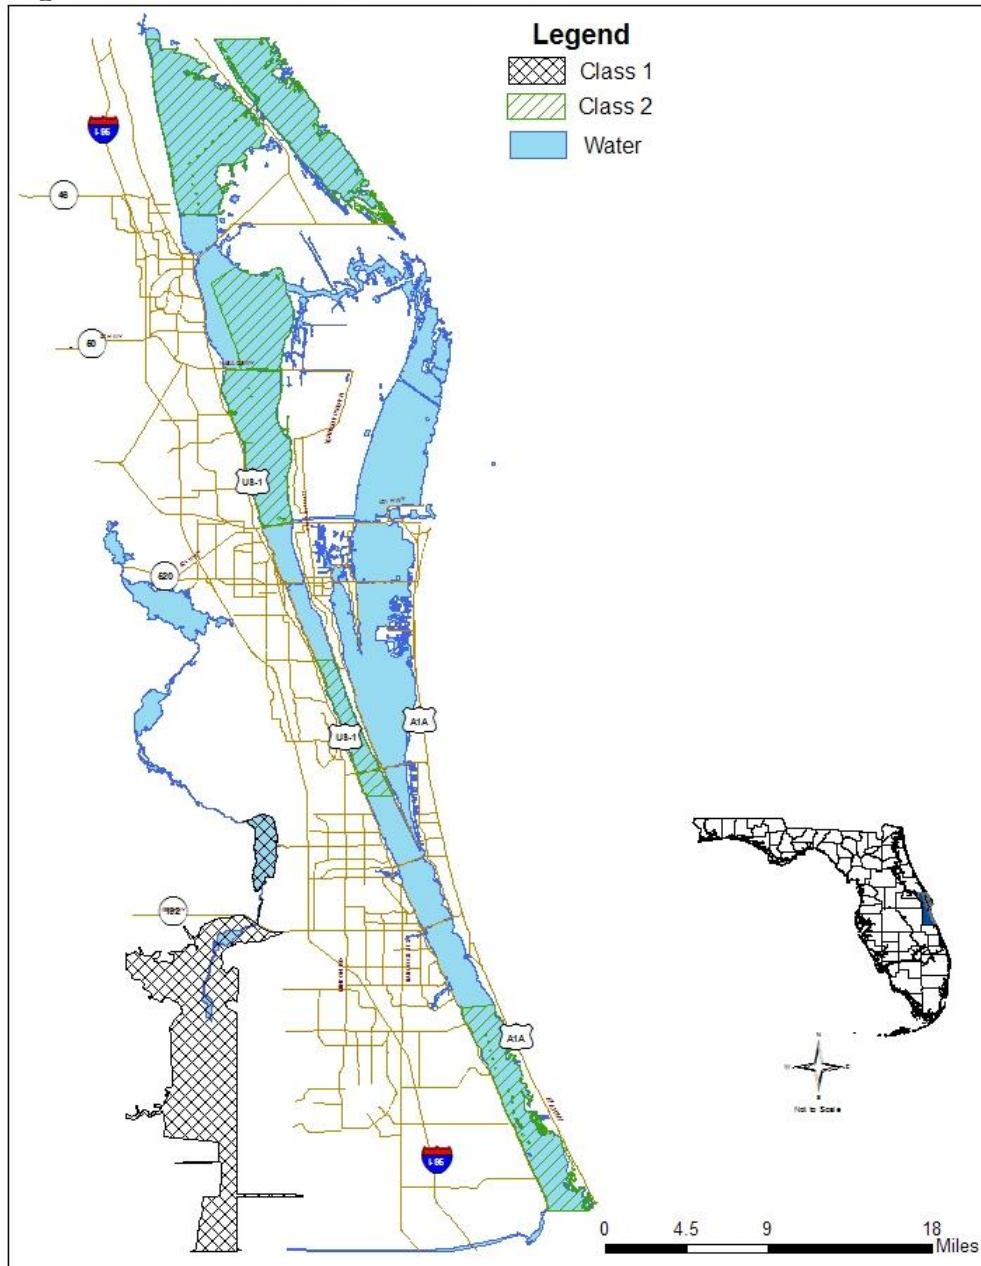 Legend
Class 1
Class 2
Water
I-95
46
50
US-1
520
A1A
US-1
192
A1A
I-95
N
W
E
S
Not to Scale
0 4.5 9 18
Miles